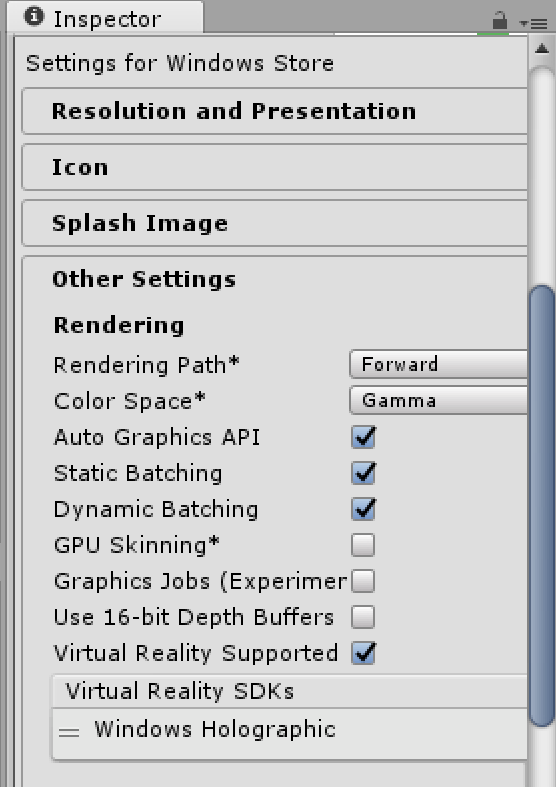 Inspector
Settings for Windows Store
Resolution and Presentation
Icon
Splash Image
Other Settings
Rendering
Rendering Path* Forward
Color Space* Gamma
Auto Graphics API
Static Batching
Dynamic Batching
GPU Skinning*
Graphics Jobs (Experimen
Use 16-bit Depth Buffers
Virtual Reality Supported
Virtual Reality SDKs
Windows Holographic